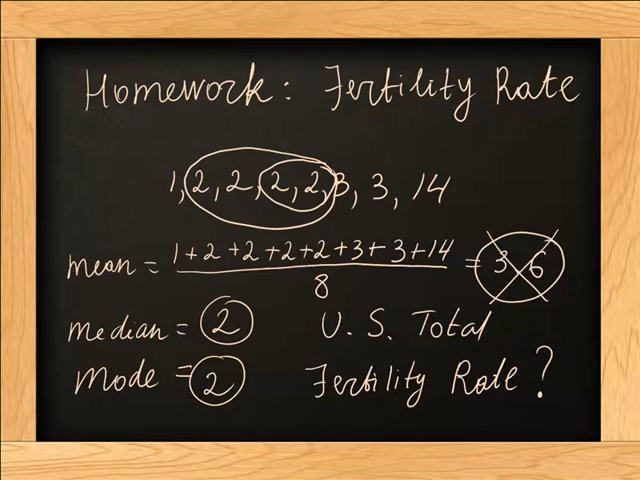 Homework: Fertility Rate
1, 2, 2, 2, 2, 3, 3, 14
mean = 1+2+2+2+2+3+3+14 / 8 = 3 6
median = 2 U. S. Total
mode = 2 Fertility Rate?